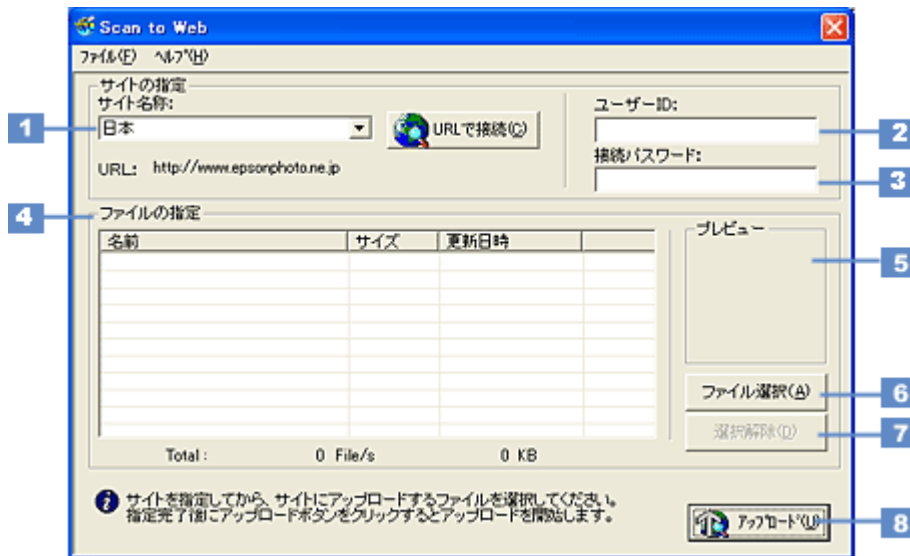 Scan to Web
ファイル(F) ヘルプ(H)
サイトの指定
サイト名称:
1
日本
URLで接続(C)
URL: http://www.epsonphoto.ne.jp
ユーザーID:
2
接続パスワード:
3
4
ファイルの指定
名前 サイズ 更新日時
プレビュー
5
ファイル選択(A)
6
選択解除(D)
7
Total: 0 File/s 0 KB
サイトを指定してから、サイトにアップロードするファイルを選択してください。
指定完了後にアップロードボタンをクリックするとアップロードを開始します。
アップロード(U)
8